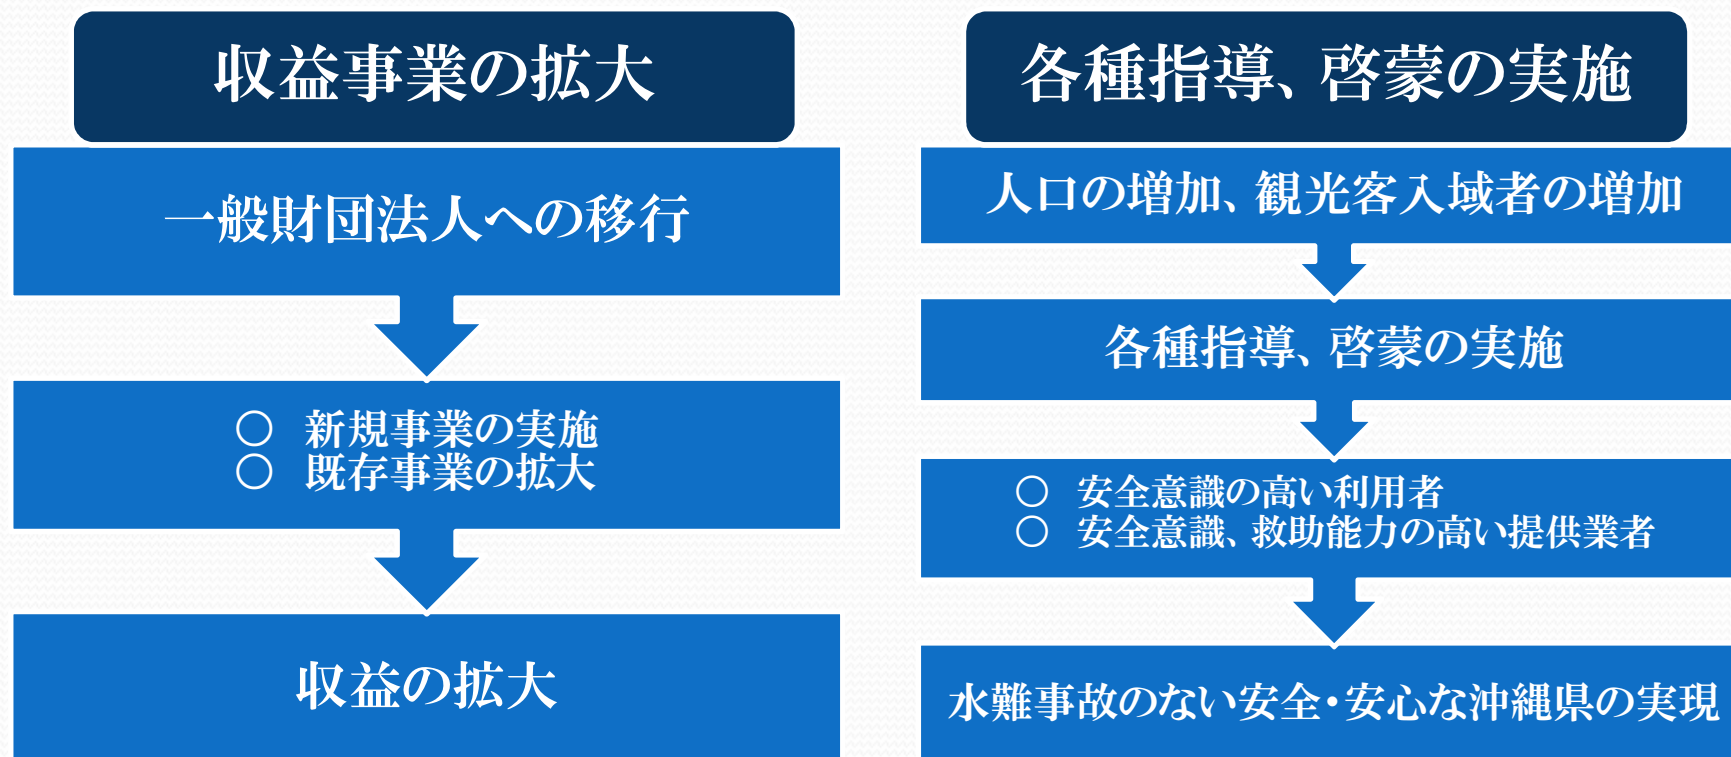 収益事業の拡大
一般財団法人への移行
○ 新規事業の実施
○ 既存事業の拡大
収益の拡大
各種指導、啓蒙の実施
人口の増加、観光客入域者の増加
各種指導、啓蒙の実施
○ 安全意識の高い利用者
○ 安全意識、救助能力の高い提供業者
水難事故のない安全・安心な沖縄県の実現